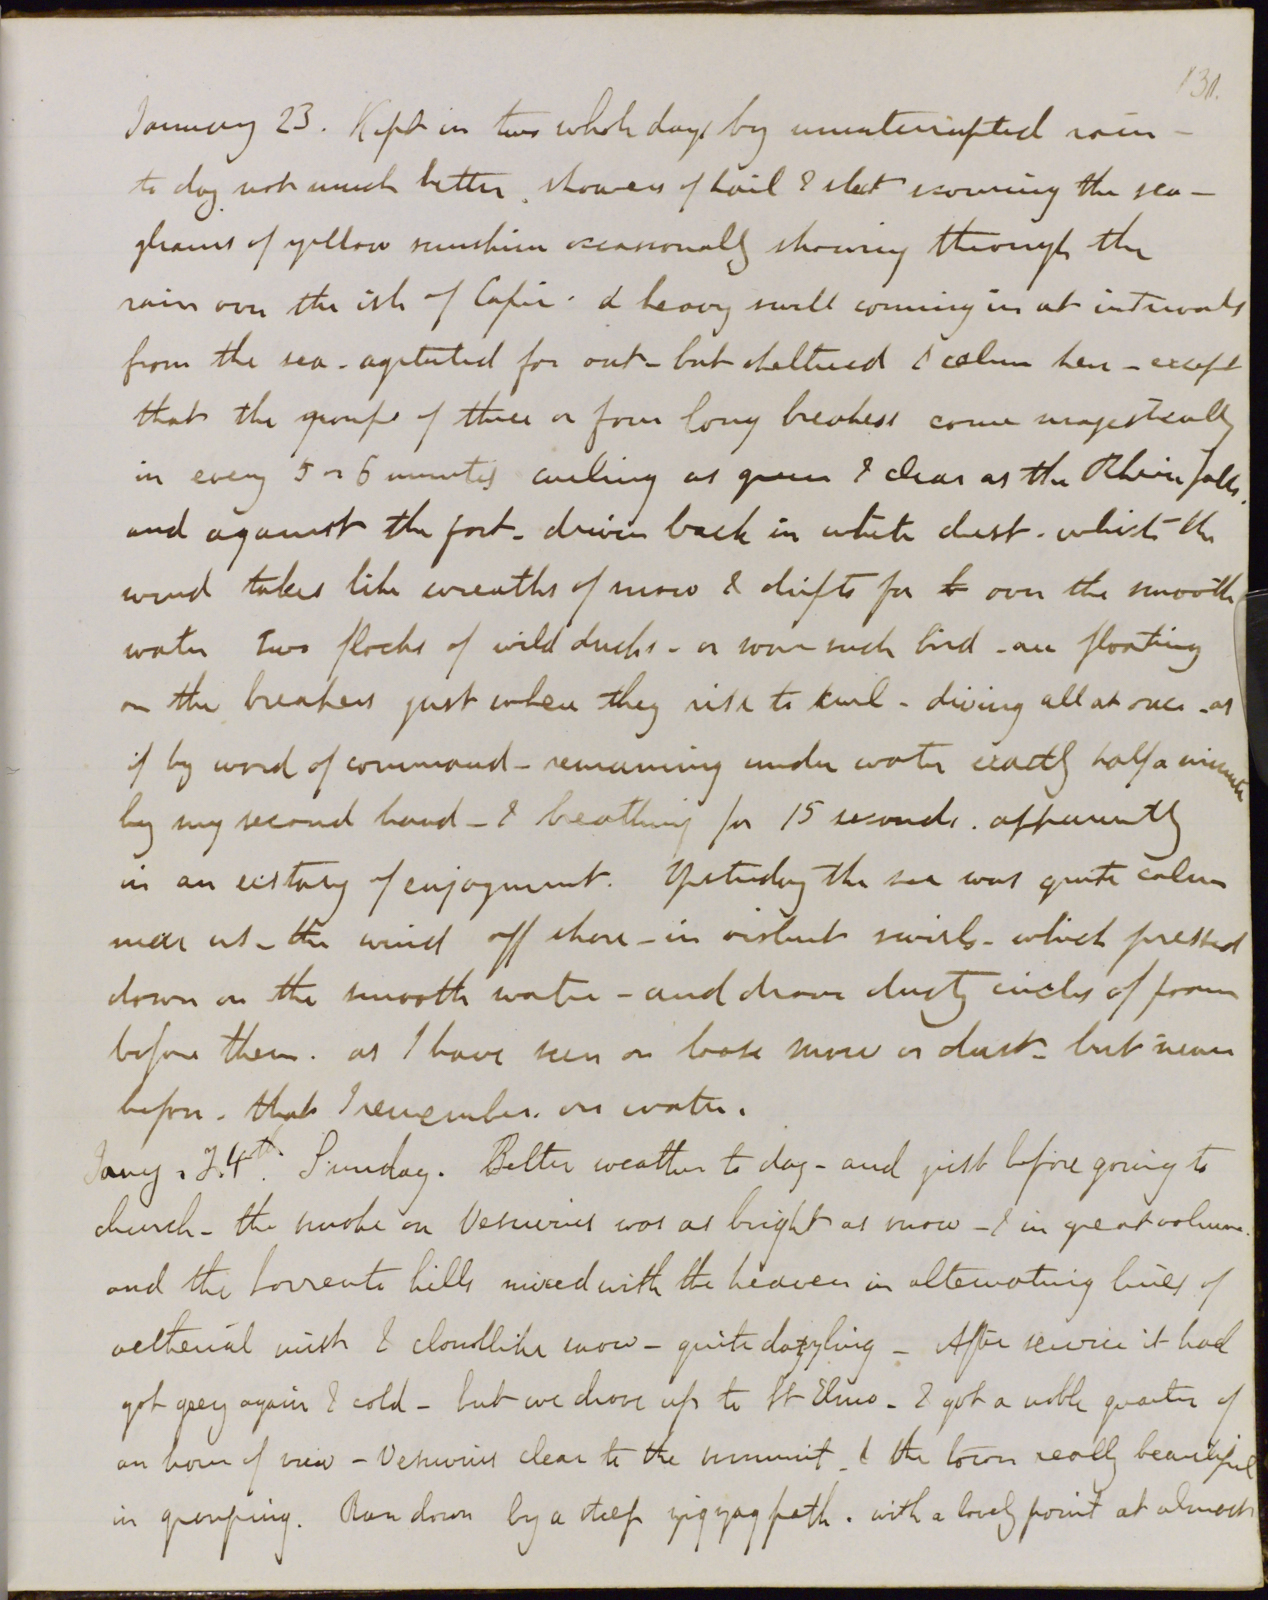 131.
January 23. Kept in two whole days by uninterrupted rain -
to day not much better. showers of hail & sleet scouring the sea -
gleams of yellow sunshine occasionally showing through the
rain over the isle of Capri. & heavy swell coming in at intervals
from the sea - agitated far out - but sheltered & calm here - except
that the groups of three or four long breakers come majestically
in every 5 or 6 minutes curling as green & clear as the Rhine falls.
and against the fort - driven back in white dust. which the
wind takes like wreaths of snow & drifts far over the smooth
water Two flocks of wild ducks - or some such bird - are floating
on the breakers just when they rise to curl - diving all at once - as
if by word of command - remaining under water exactly half a minute
by my second hand - & breathing for 15 seconds. apparently
in an ecstasy of enjoyment. Yesterday the sea was quite calm
near us - the wind off shore - in violent swirls - which pressed
down on the smooth water - and drove dusty circles of foam
before them. as I have seen on loose snow or dust - but never
before - that I remember. on water.
Jany. 24th. Sunday. Better weather to day - and just before going to
church - the smoke on Vesuvius was as bright as snow - & in great volume.
and the Sorrento hills mixed with the heaven in alternating lines of
aetherial mist & cloudlike snow - quite dazzling - After service it had
got grey again & cold - but we drove up to St Elmo - & got a noble quarter of
an hour of view - Vesuvius clear to the summit - & the town really beautiful
in grouping. Ran down by a steep zigzag path. with a lovely point at almost